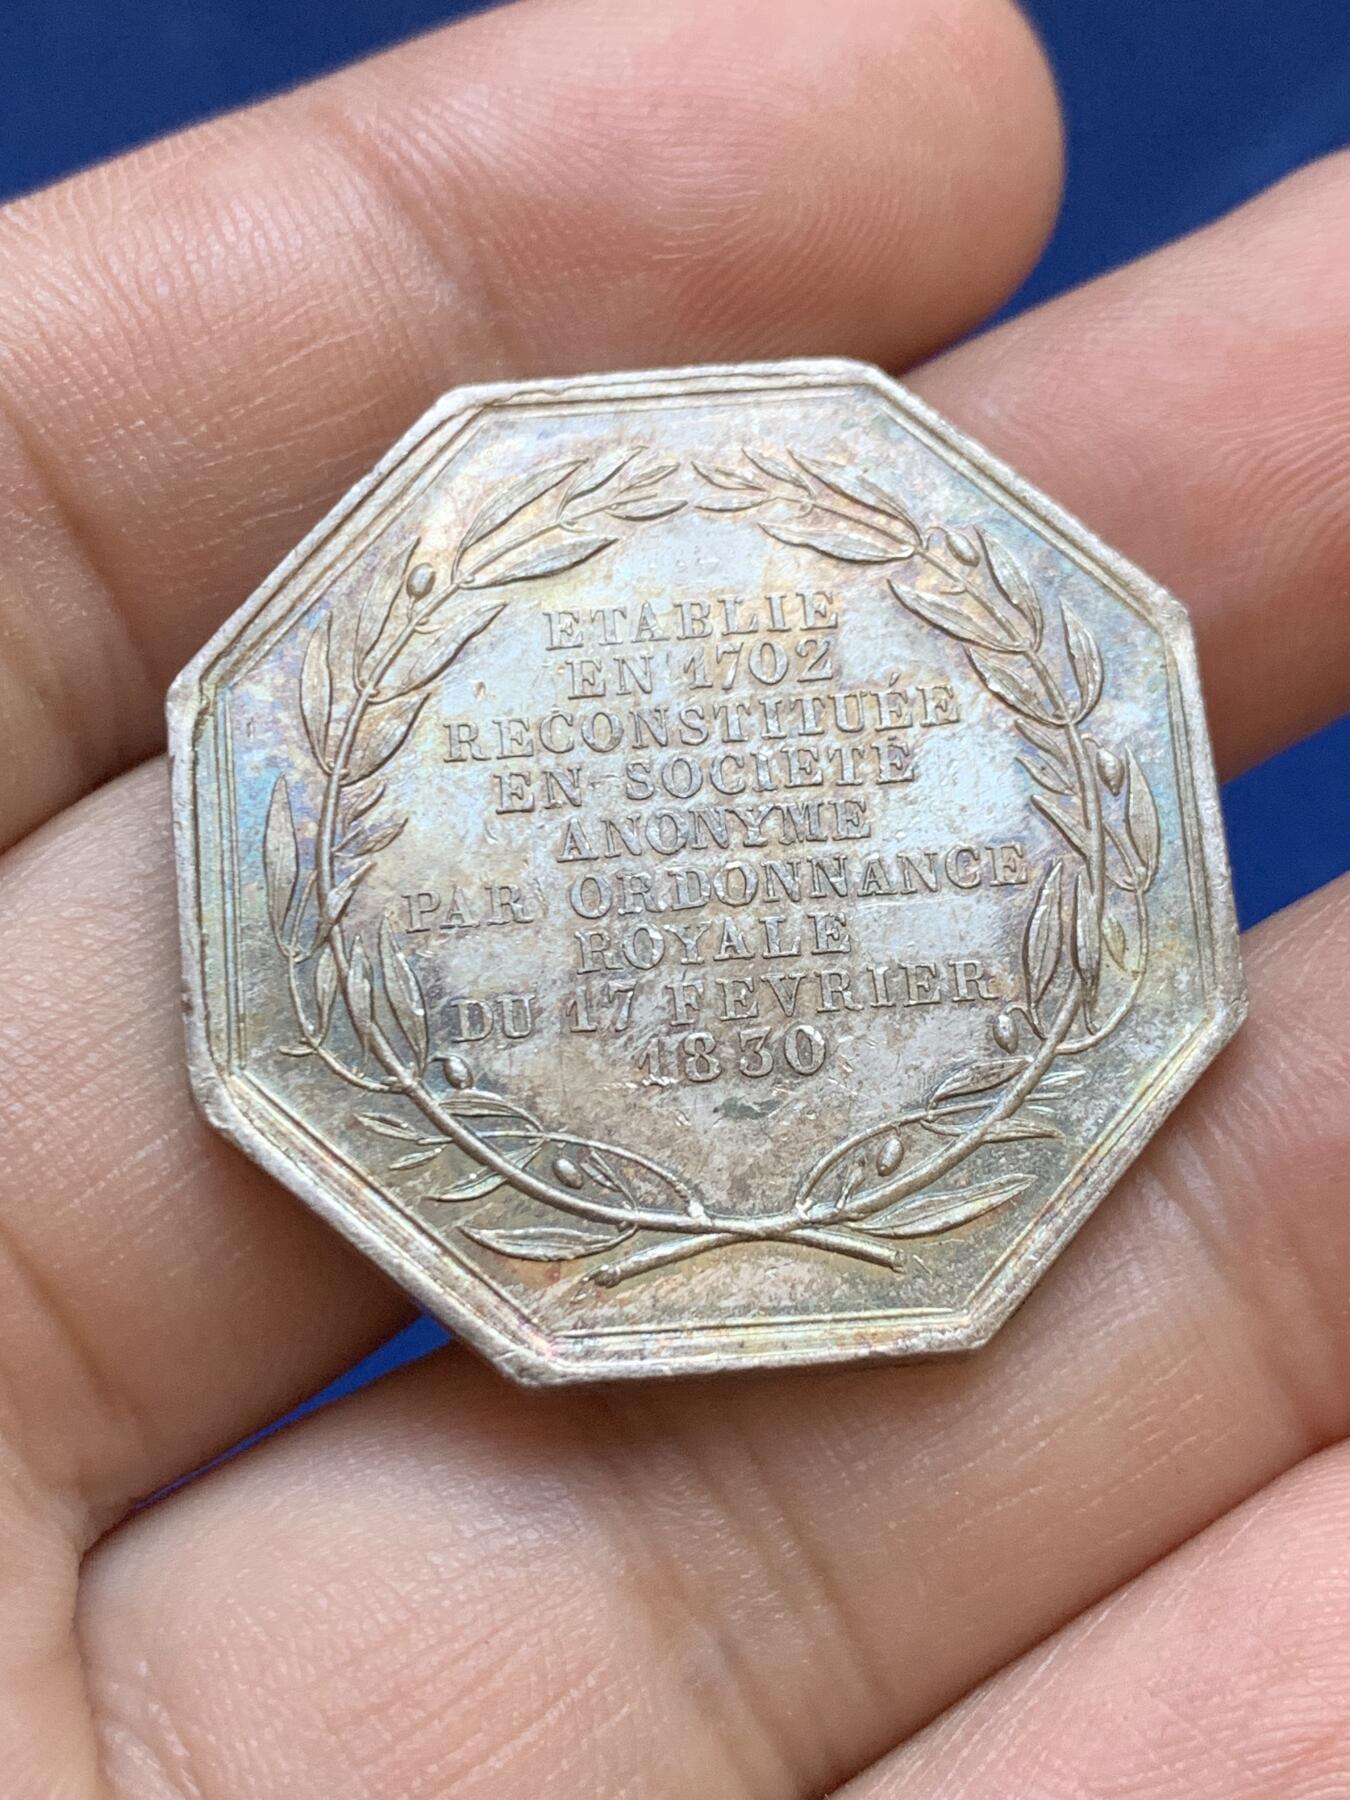 ETABLIE
EN 1702
RECONSTITUÉE
EN SOCIÉTÉ
ANONYME
PAR ORDONNANCE
ROYALE
DU 17 FEVRIER
1830